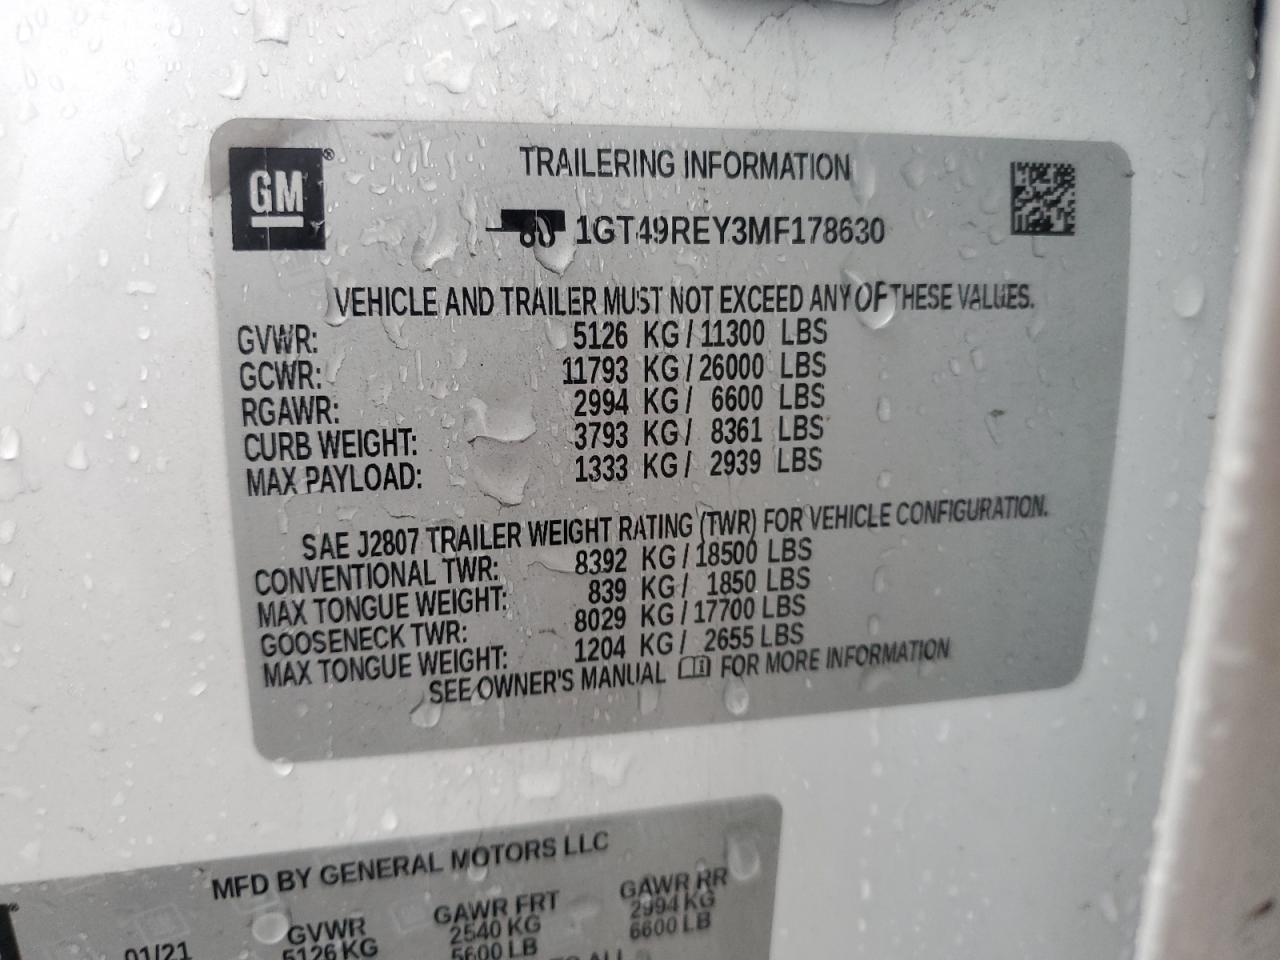 GM®
TRAILERING INFORMATION
1GT49REY3MF178630
VEHICLE AND TRAILER MUST NOT EXCEED ANY OF THESE VALUES.
GVWR: 5126 KG / 11300 LBS
GCWR: 11793 KG / 26000 LBS
RGAWR: 2994 KG / 6600 LBS
CURB WEIGHT: 3793 KG / 8361 LBS
MAX PAYLOAD: 1333 KG / 2939 LBS
SAE J2807 TRAILER WEIGHT RATING (TWR) FOR VEHICLE CONFIGURATION.
CONVENTIONAL TWR: 8392 KG / 18500 LBS
MAX TONGUE WEIGHT: 839 KG / 1850 LBS
GOOSENECK TWR: 8029 KG / 17700 LBS
MAX TONGUE WEIGHT: 1204 KG / 2655 LBS
SEE OWNER'S MANUAL FOR MORE INFORMATION
MFD BY GENERAL MOTORS LLC
GVWR GAWR FRT GAWR RR
01/21 5126 KG 2540 KG 2994 KG
5600 LB 6600 LB
TO ALL